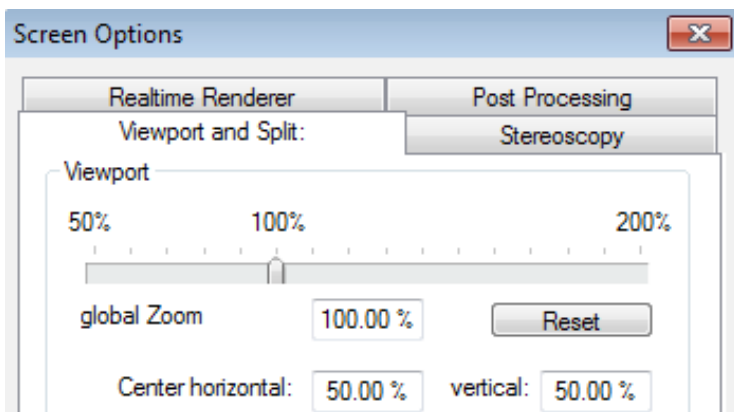 Screen Options
Realtime Renderer Post Processing
Viewport and Split: Stereoscopy
Viewport
50% 100% 200%
global Zoom 100.00 % Reset
Center horizontal: 50.00 % vertical: 50.00 %